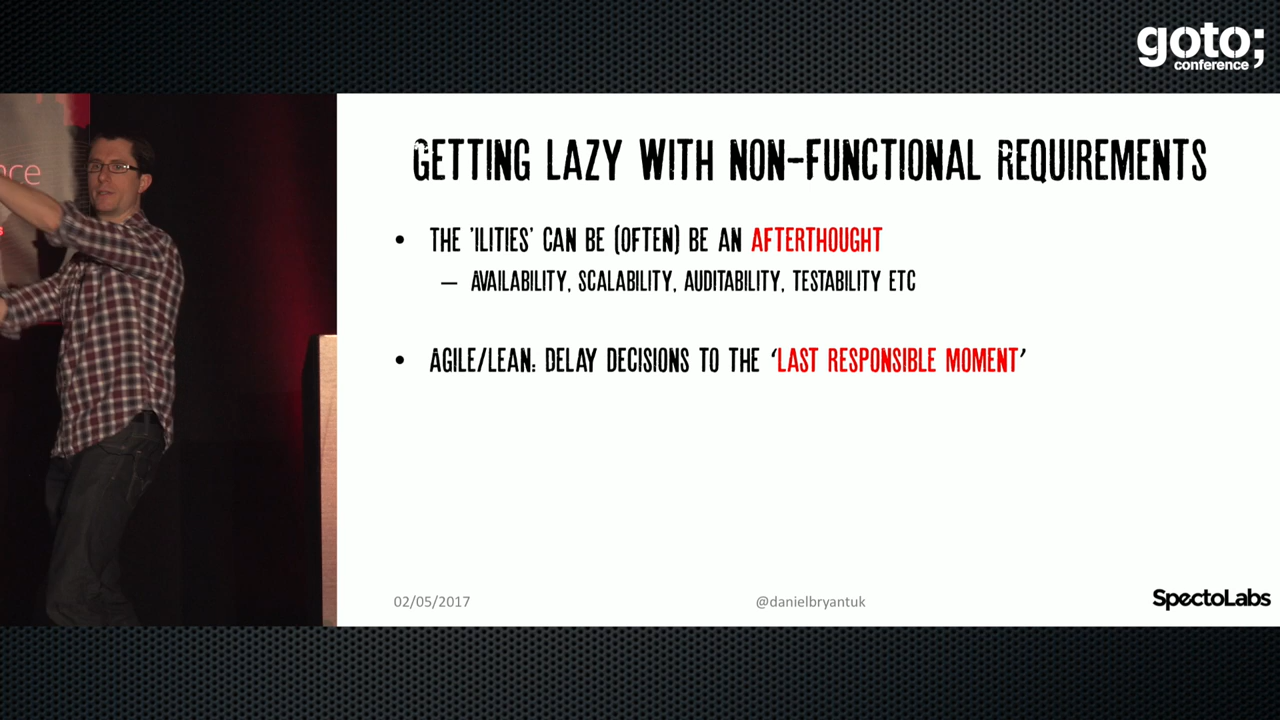 goto;
conference
nce
GETTING LAZY WITH NON-FUNCTIONAL REQUIREMENTS
• THE 'ILITIES' CAN BE (OFTEN) BE AN AFTERTHOUGHT
– AVAILABILITY, SCALABILITY, AUDITABILITY, TESTABILITY ETC
• AGILE/LEAN: DELAY DECISIONS TO THE ‘LAST RESPONSIBLE MOMENT’
02/05/2017
@danielbryantuk
SpectoLabs